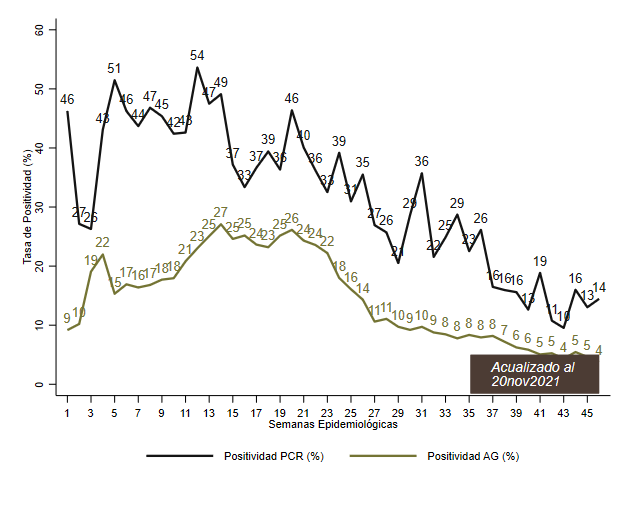 60
50
40
30
20
10
0
Tasa de Positividad (%)
46 27 26 43 51 46 44 47 45 42 43 54 47 49 37 33 37 39 36 46 40 36 33 39 31 35 27 26 21 29 36 22 25 29 23 26 16 16 16 13 19 11 10 16 13 14
9 10 19 22 15 17 16 17 18 18 21 23 25 27 25 25 24 23 25 26 24 24 22 18 16 14 11 11 10 9 10 9 8 8 8 8 8 7 6 6 5 5 4 5 5 4
Acualizado al
20nov2021
1 3 5 7 9 11 13 15 17 19 21 23 25 27 29 31 33 35 37 39 41 43 45
Semanas Epidemiológicas
Positividad PCR (%) Positividad AG (%)